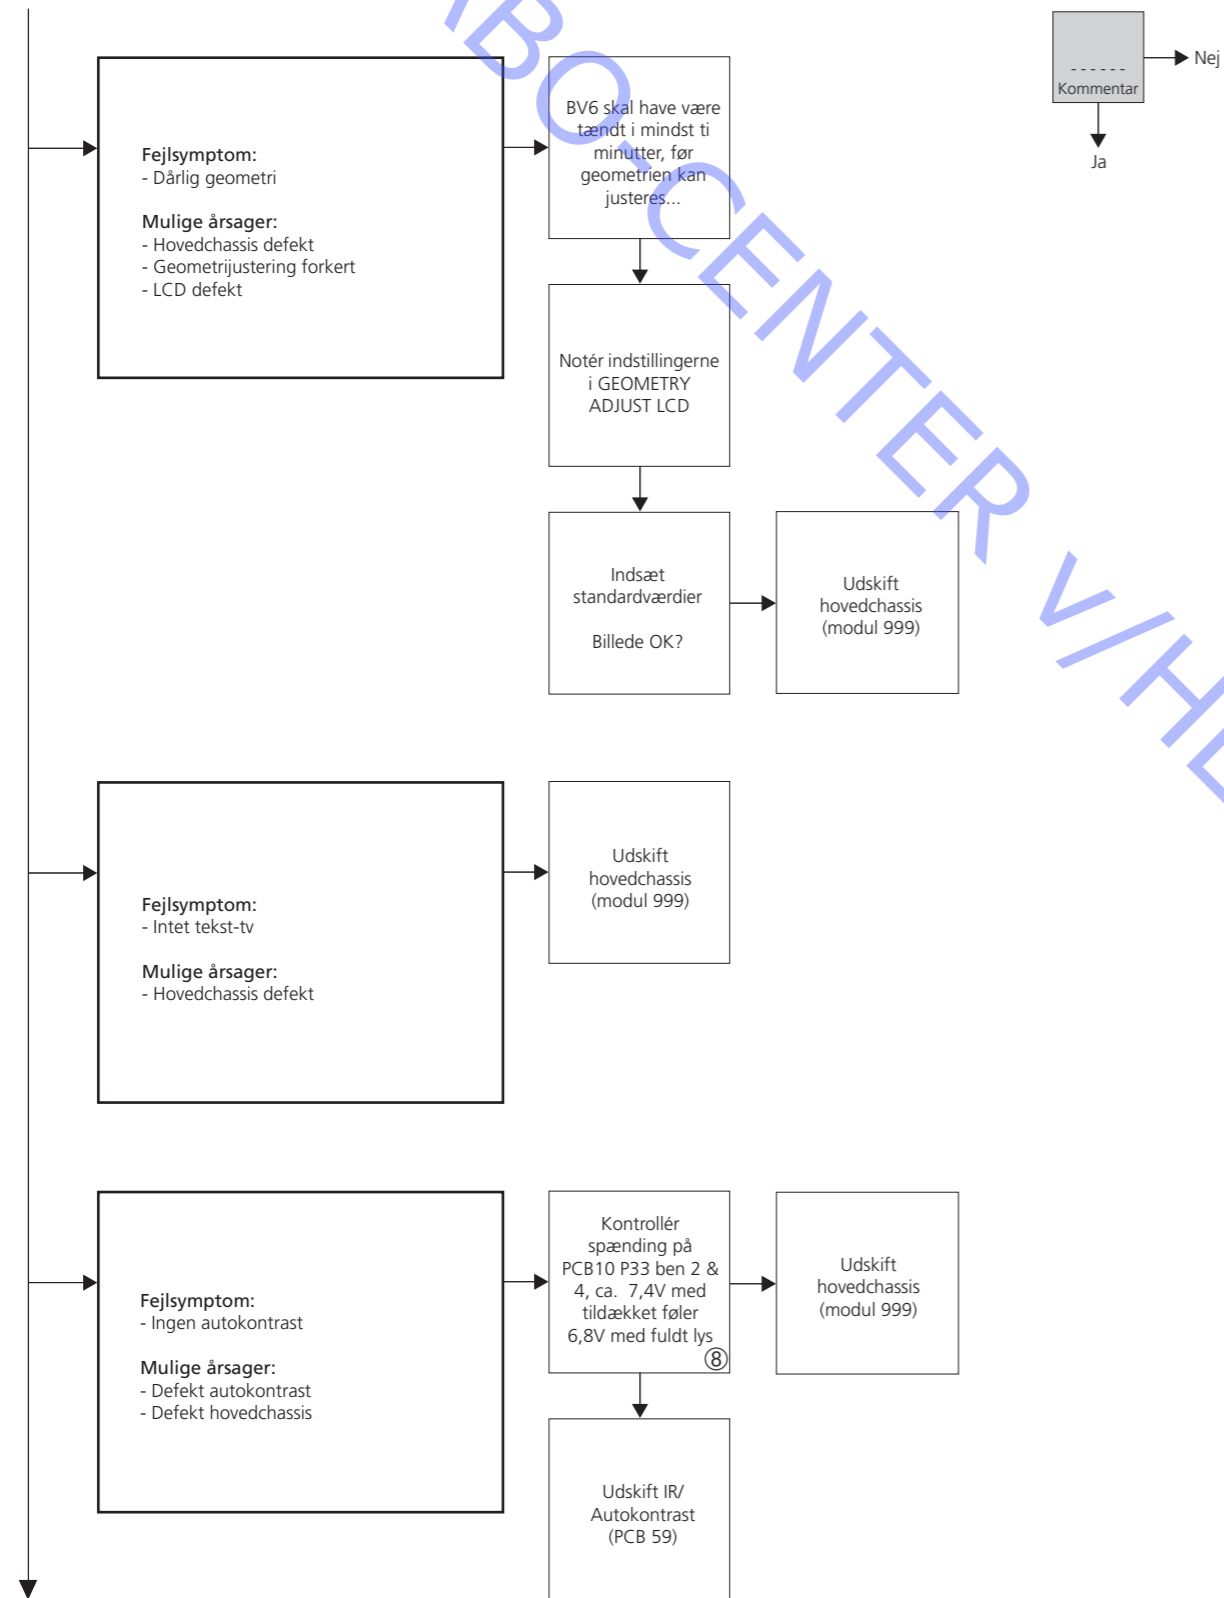 Nej
- - - - - -
Kommentar
Ja
Fejlsymptom:
- Dårlig geometri
Mulige årsager:
- Hovedchassis defekt
- Geometrijustering forkert
- LCD defekt
BV6 skal have være
tændt i mindst ti
minutter, før
geometrien kan
justeres...
Notér indstillingerne
i GEOMETRY
ADJUST LCD
Indsæt
standardværdier
Billede OK?
Udskift
hovedchassis
(modul 999)
Fejlsymptom:
- Intet tekst-tv
Mulige årsager:
- Hovedchassis defekt
Udskift
hovedchassis
(modul 999)
Fejlsymptom:
- Ingen autokontrast
Mulige årsager:
- Defekt autokontrast
- Defekt hovedchassis
Kontrollér
spænding på
PCB10 P33 ben 2 &
4, ca. 7,4V med
tildækket føler
6,8V med fuldt lys
⑧
Udskift
hovedchassis
(modul 999)
Udskift IR/
Autokontrast
(PCB 59)
BO-CENTER v/H